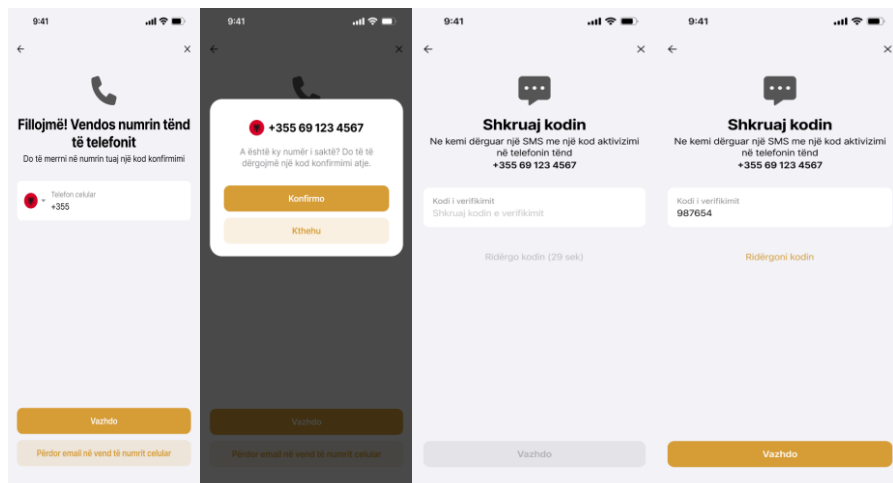 9:41
Fillojmë! Vendos numrin tënd
të telefonit
Do të merrni në numrin tuaj një kod konfirmimi
Telefon celular
+355
Vazhdo
Përdor email në vend të numrit celular
9:41
+355 69 123 4567
A është ky numër i saktë? Do të të
dërgojmë një kod konfirmimi atje.
Konfirmo
Kthehu
Vazhdo
Përdor email në vend të numrit celular
9:41
Shkruaj kodin
Ne kemi dërguar një SMS me një kod aktivizimi
në telefonin tënd
+355 69 123 4567
Kodi i verifikimit
Shkruaj kodin e verifikimit
Ridërgo kodin (29 sek)
Vazhdo
9:41
Shkruaj kodin
Ne kemi dërguar një SMS me një kod aktivizimi
në telefonin tënd
+355 69 123 4567
Kodi i verifikimit
987654
Ridërgoni kodin
Vazhdo